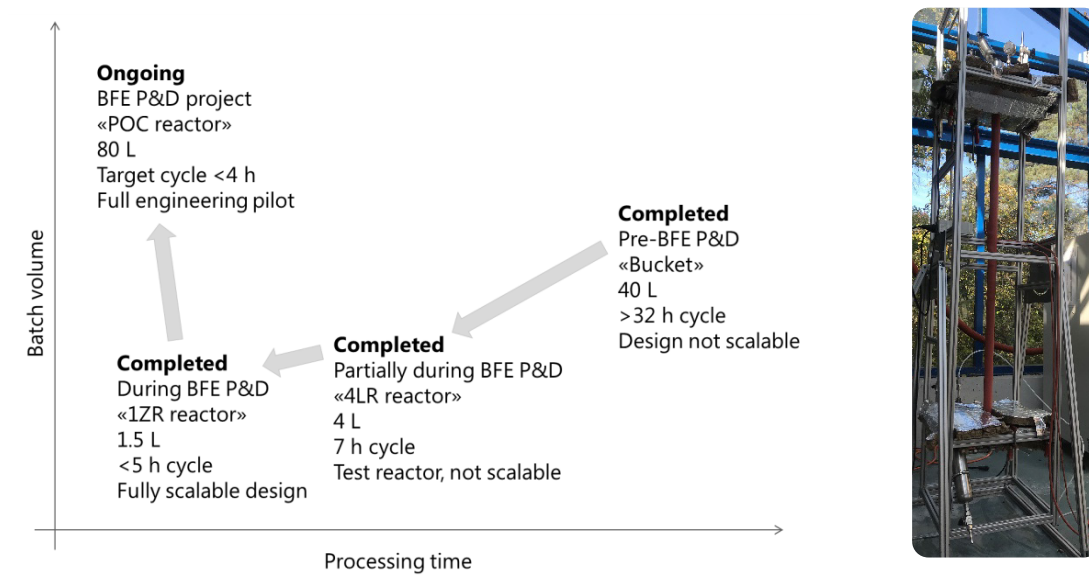 Ongoing
BFE P&D project
«POC reactor»
80 L
Target cycle <4 h
Full engineering pilot
Completed
Pre-BFE P&D
«Bucket»
40 L
>32 h cycle
Design not scalable
Completed
Partially during BFE P&D
«4LR reactor»
4 L
7 h cycle
Test reactor, not scalable
Completed
During BFE P&D
«1ZR reactor»
1.5 L
<5 h cycle
Fully scalable design
Batch volume
Processing time